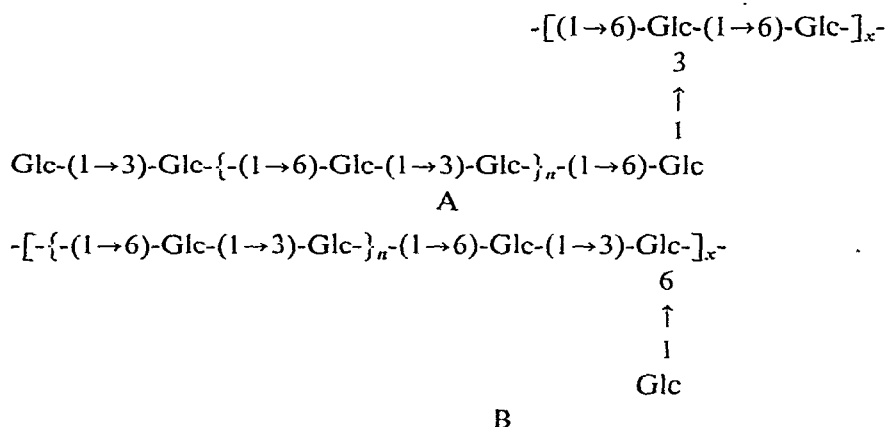 -[(1→6)-Glc-(1→6)-Glc-]x-
3
↑
1
Glc-(1→3)-Glc-{-(1→6)-Glc-(1→3)-Glc-}n-(1→6)-Glc
A
-[-{-(1→6)-Glc-(1→3)-Glc-}n-(1→6)-Glc-(1→3)-Glc-]x-
6
↑
1
Glc
B